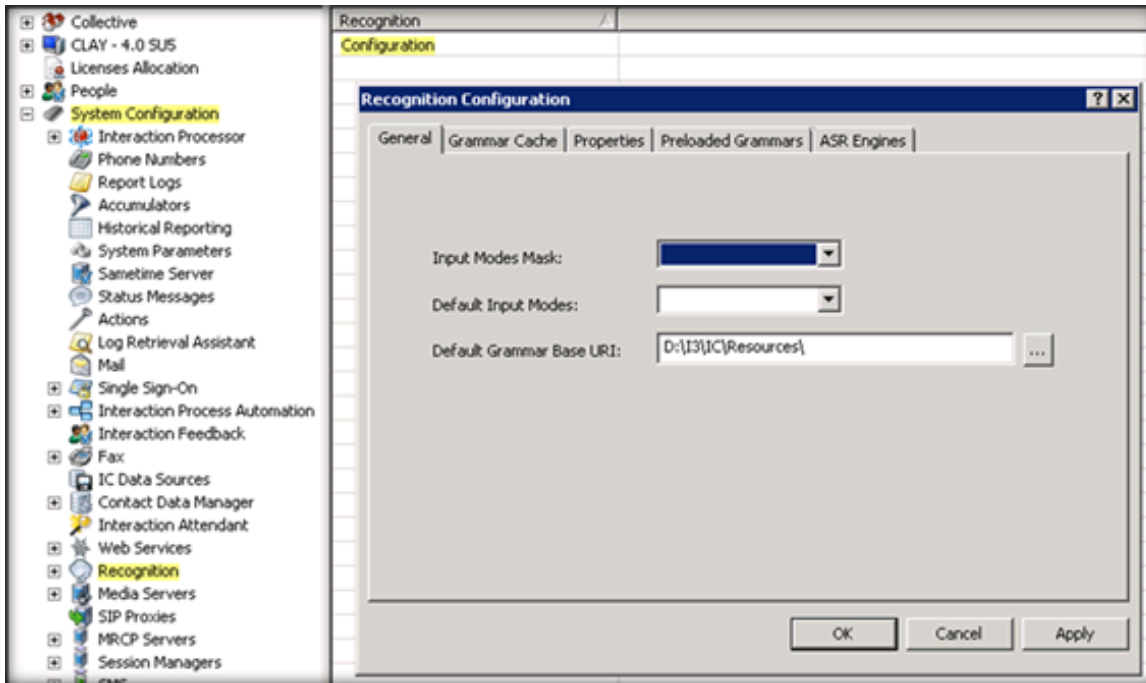 Collective
CLAY - 4.0 SU5
Licenses Allocation
People
System Configuration
Interaction Processor
Phone Numbers
Report Logs
Accumulators
Historical Reporting
System Parameters
Sametime Server
Status Messages
Actions
Log Retrieval Assistant
Mail
Single Sign-On
Interaction Process Automation
Interaction Feedback
Fax
IC Data Sources
Contact Data Manager
Interaction Attendant
Web Services
Recognition
Media Servers
SIP Proxies
MRCP Servers
Session Managers
Recognition
Configuration
Recognition Configuration
General Grammar Cache Properties Preloaded Grammars ASR Engines
Input Modes Mask:
Default Input Modes:
Default Grammar Base URI: D:\I3\IC\Resources\ ...
OK Cancel Apply